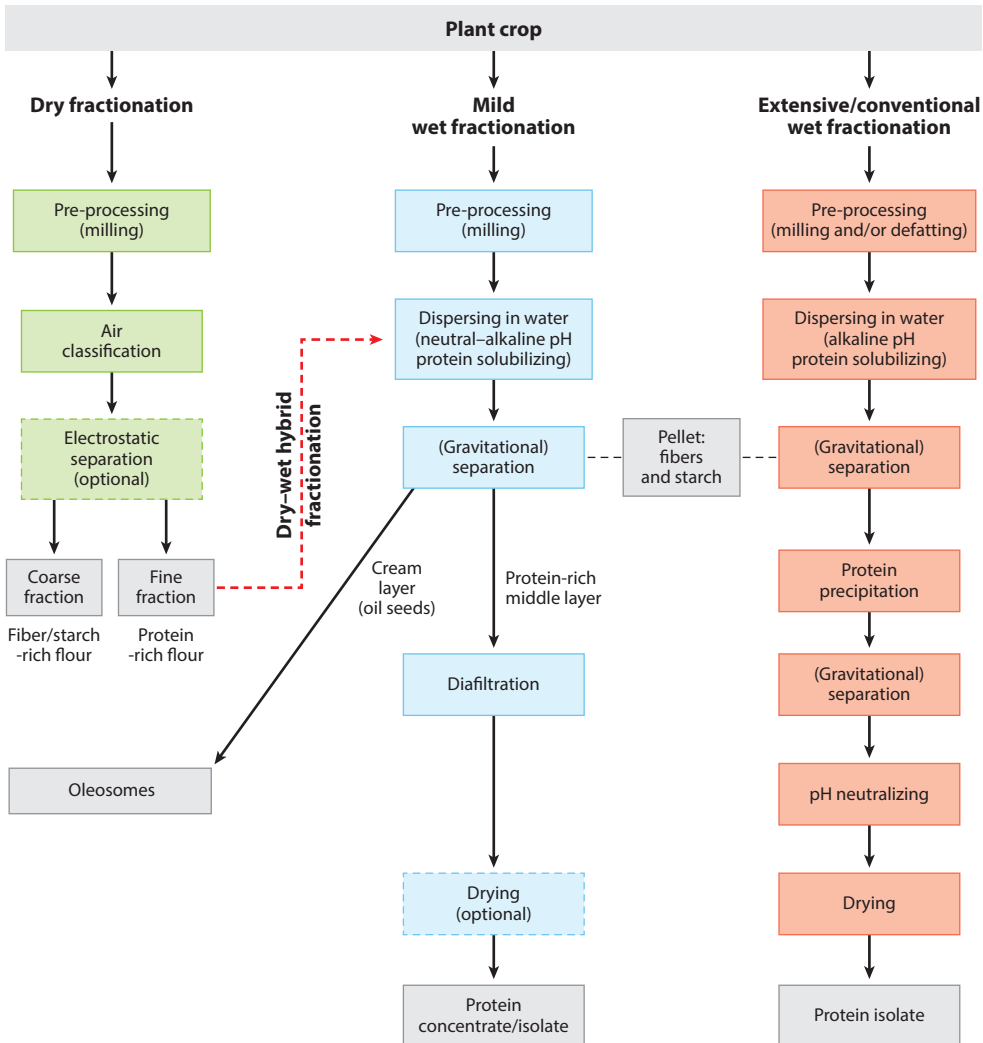 Plant crop
Dry fractionation
Pre-processing
(milling)
Air
classification
Electrostatic
separation
(optional)
Coarse
fraction
Fine
fraction
Fiber/starch
-rich flour
Protein
-rich flour
Dry–wet hybrid
fractionation
Mild
wet fractionation
Pre-processing
(milling)
Dispersing in water
(neutral–alkaline pH
protein solubilizing)
(Gravitational)
separation
Pellet:
fibers
and starch
Cream
layer
(oil seeds)
Protein-rich
middle layer
Oleosomes
Diafiltration
Drying
(optional)
Protein
concentrate/isolate
Extensive/conventional
wet fractionation
Pre-processing
(milling and/or defatting)
Dispersing in water
(alkaline pH
protein solubilizing)
(Gravitational)
separation
Protein
precipitation
(Gravitational)
separation
pH neutralizing
Drying
Protein isolate